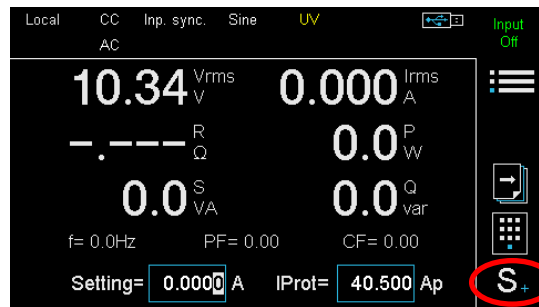 Local CC Inp. sync. Sine UV Input
AC Off
10.34 Vrms V 0.000 Irms A
-.--- R Ω 0.0 P W
0.0 S VA 0.0 Q var
f= 0.0Hz PF= 0.00 CF= 0.00
Setting= 0.0000 A IProt= 40.500 Ap S+